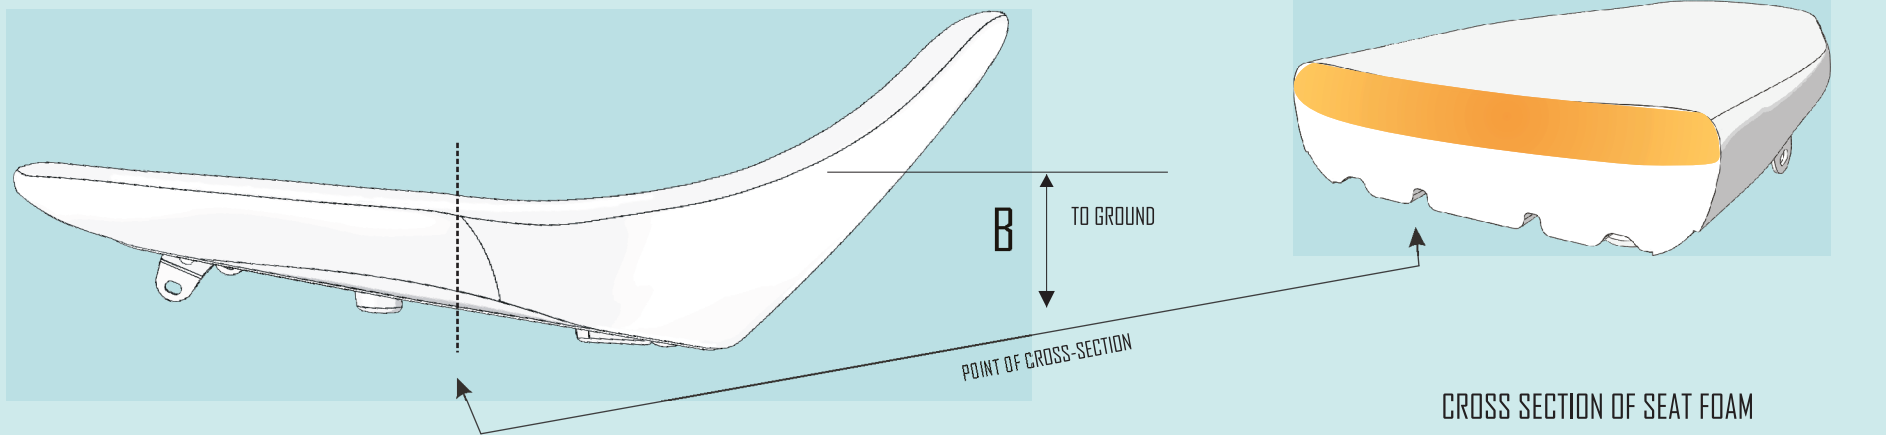 B
TO GROUND
POINT OF CROSS-SECTION
CROSS SECTION OF SEAT FOAM